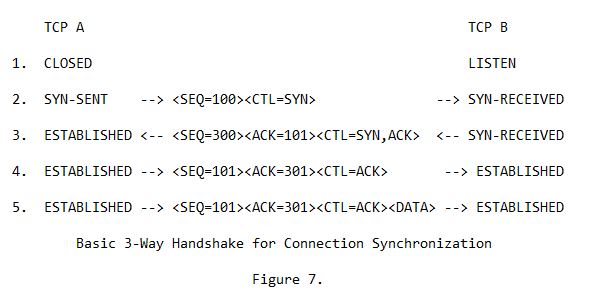 TCP A                                                TCP B
1.  CLOSED                                               LISTEN
2.  SYN-SENT    --> <SEQ=100><CTL=SYN>               --> SYN-RECEIVED
3.  ESTABLISHED <-- <SEQ=300><ACK=101><CTL=SYN,ACK>  <-- SYN-RECEIVED
4.  ESTABLISHED --> <SEQ=101><ACK=301><CTL=ACK>       --> ESTABLISHED
5.  ESTABLISHED --> <SEQ=101><ACK=301><CTL=ACK><DATA> --> ESTABLISHED
Basic 3-Way Handshake for Connection Synchronization
Figure 7.